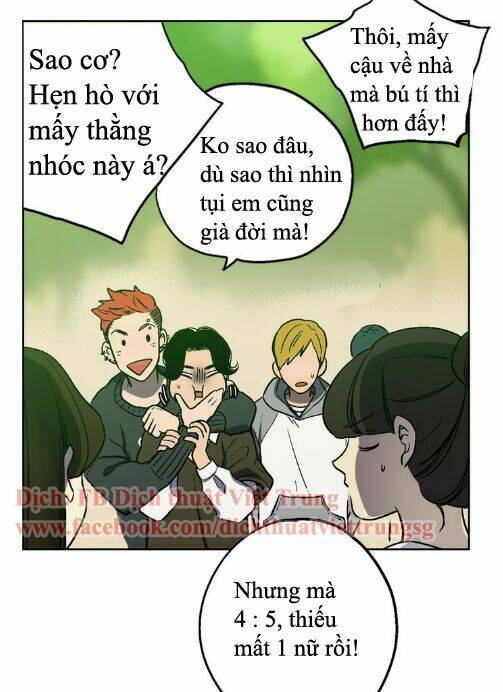 Sao cơ?
Hẹn hò với
mấy thằng
nhóc này á?
Thôi, mấy
cậu về nhà
mà bú tí thì
hơn đấy!
Ko sao đâu,
dù sao thì nhìn
tụi em cũng
già đời mà!
Dịch: FB Dịch thuật Việt Trung
www.facebook.com/dichthuatviettrungsg
Nhưng mà
4 : 5, thiếu
mất 1 nữ rồi!